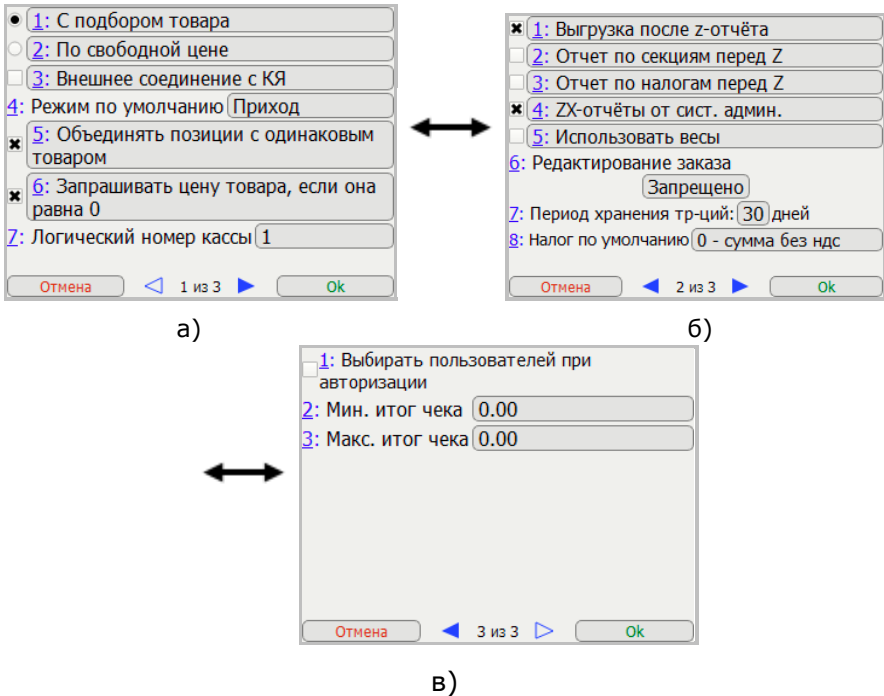 1: С подбором товара
2: По свободной цене
3: Внешнее соединение с КЯ
4: Режим по умолчанию Приход
5: Объединять позиции с одинаковым
товаром
6: Запрашивать цену товара, если она
равна 0
7: Логический номер кассы 1
Отмена 1 из 3 Ok
а)
1: Выгрузка после z-отчёта
2: Отчет по секциям перед Z
3: Отчет по налогам перед Z
4: ZX-отчёты от сист. админ.
5: Использовать весы
6: Редактирование заказа
Запрещено
7: Период хранения тр-ций: 30 дней
8: Налог по умолчанию 0 - сумма без ндс
Отмена 2 из 3 Ok
б)
1: Выбирать пользователей при
авторизации
2: Мин. итог чека 0.00
3: Макс. итог чека 0.00
Отмена 3 из 3 Ok
в)